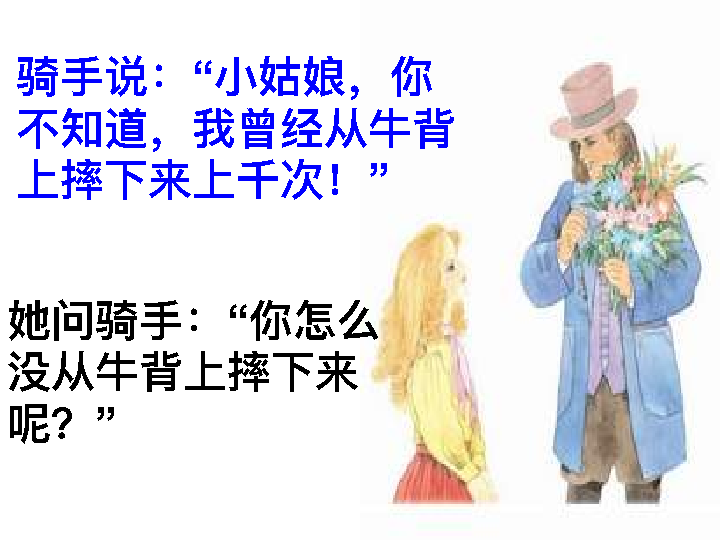 骑手说：“小姑娘，你
不知道，我曾经从牛背
上摔下来上千次！”
她问骑手：“你怎么
没从牛背上摔下来
呢？”